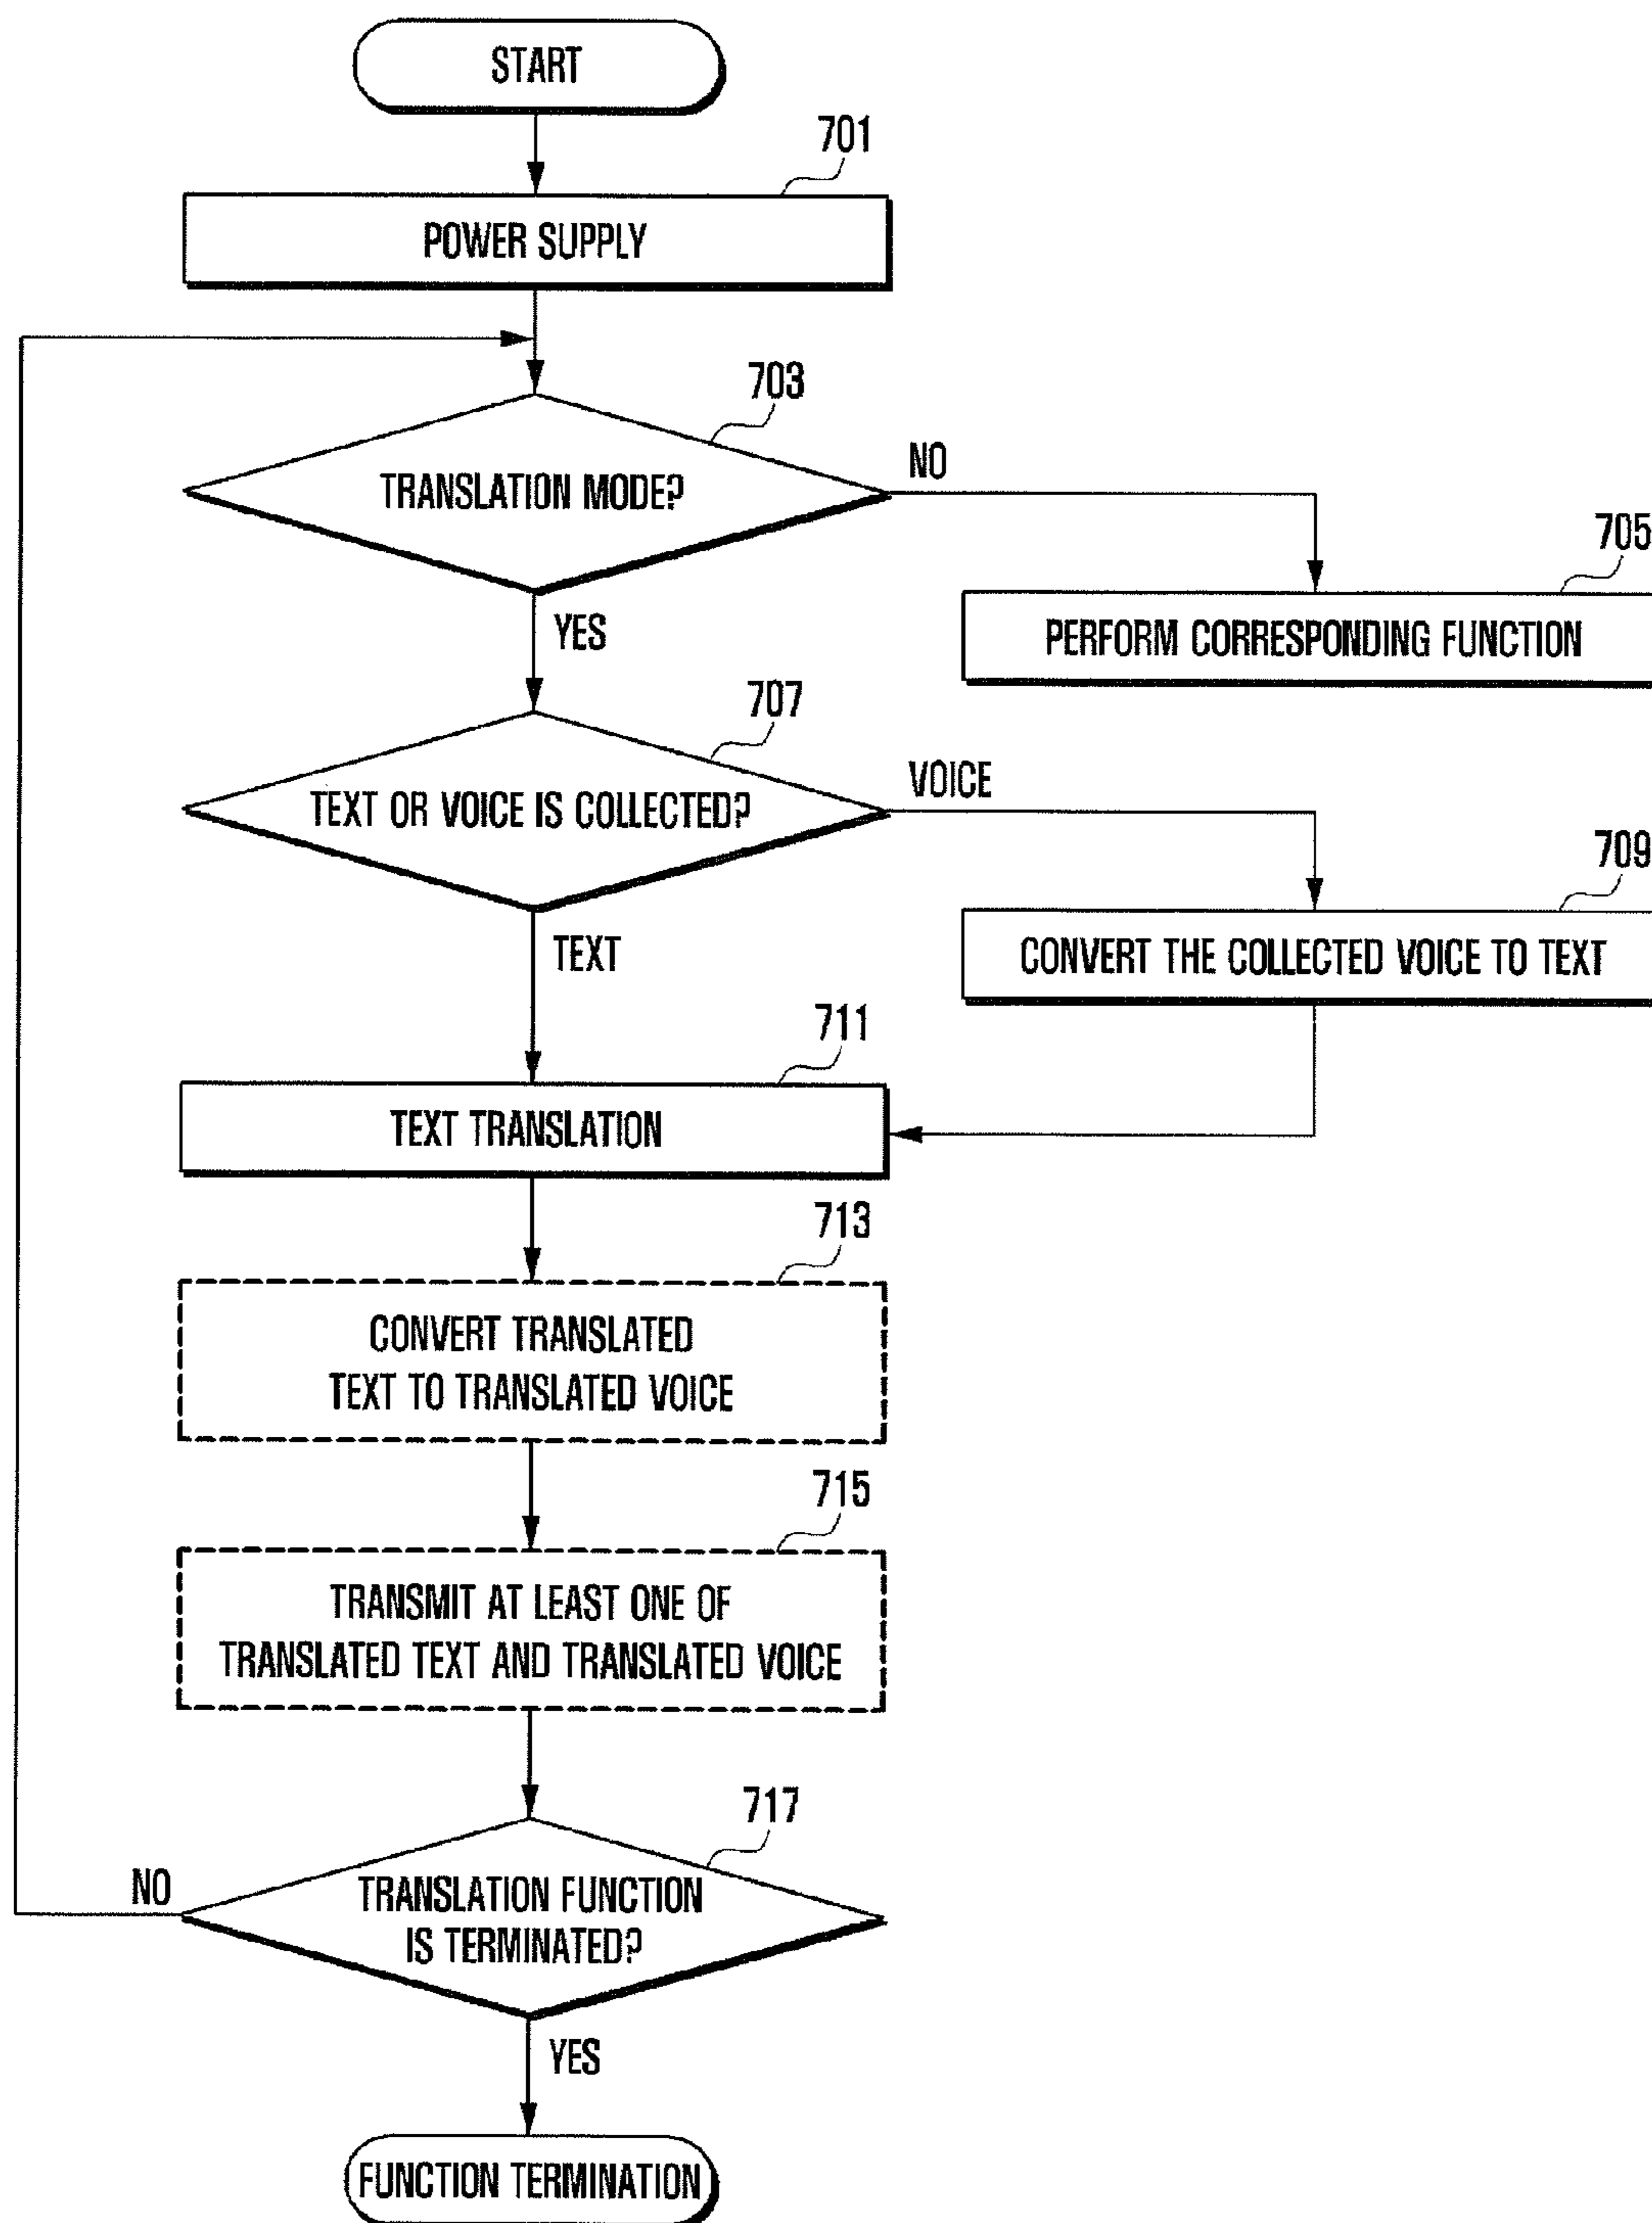 START
701
POWER SUPPLY
703
TRANSLATION MODE?
NO
705
PERFORM CORRESPONDING FUNCTION
YES
707
TEXT OR VOICE IS COLLECTED?
VOICE
709
CONVERT THE COLLECTED VOICE TO TEXT
TEXT
711
TEXT TRANSLATION
713
CONVERT TRANSLATED
TEXT TO TRANSLATED VOICE
715
TRANSMIT AT LEAST ONE OF
TRANSLATED TEXT AND TRANSLATED VOICE
717
NO
TRANSLATION FUNCTION
IS TERMINATED?
YES
FUNCTION TERMINATION